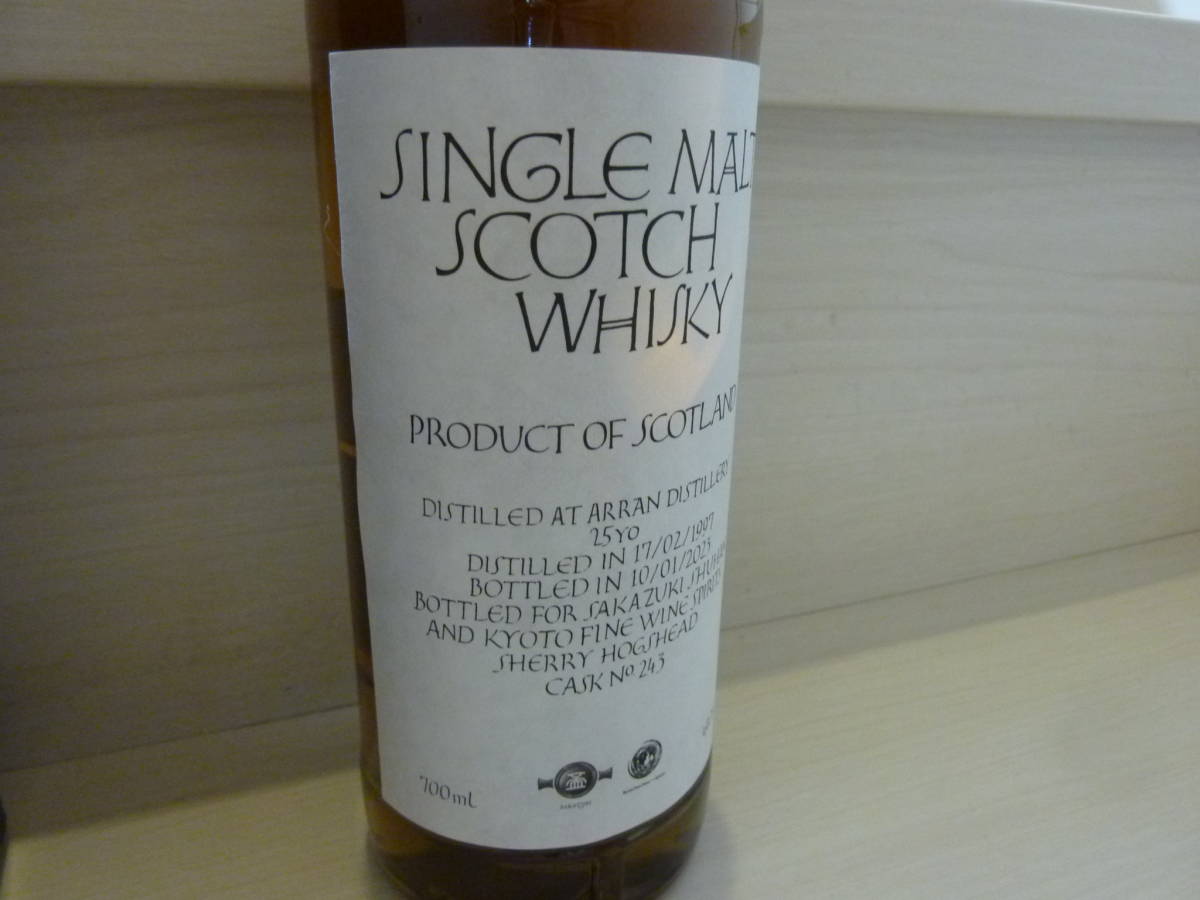 SINGLE MALT
SCOTCH
WHISKY
PRODUCT OF SCOTLAND
DISTILLED AT ARRAN DISTILLERY
25YO
DISTILLED IN 17/02/1997
BOTTLED IN 10/01/2023
BOTTLED FOR SAKAZUKI
AND KYOTO FINE WINE SPIRITS
SHERRY HOGSHEAD
CASK No. 243
700mL